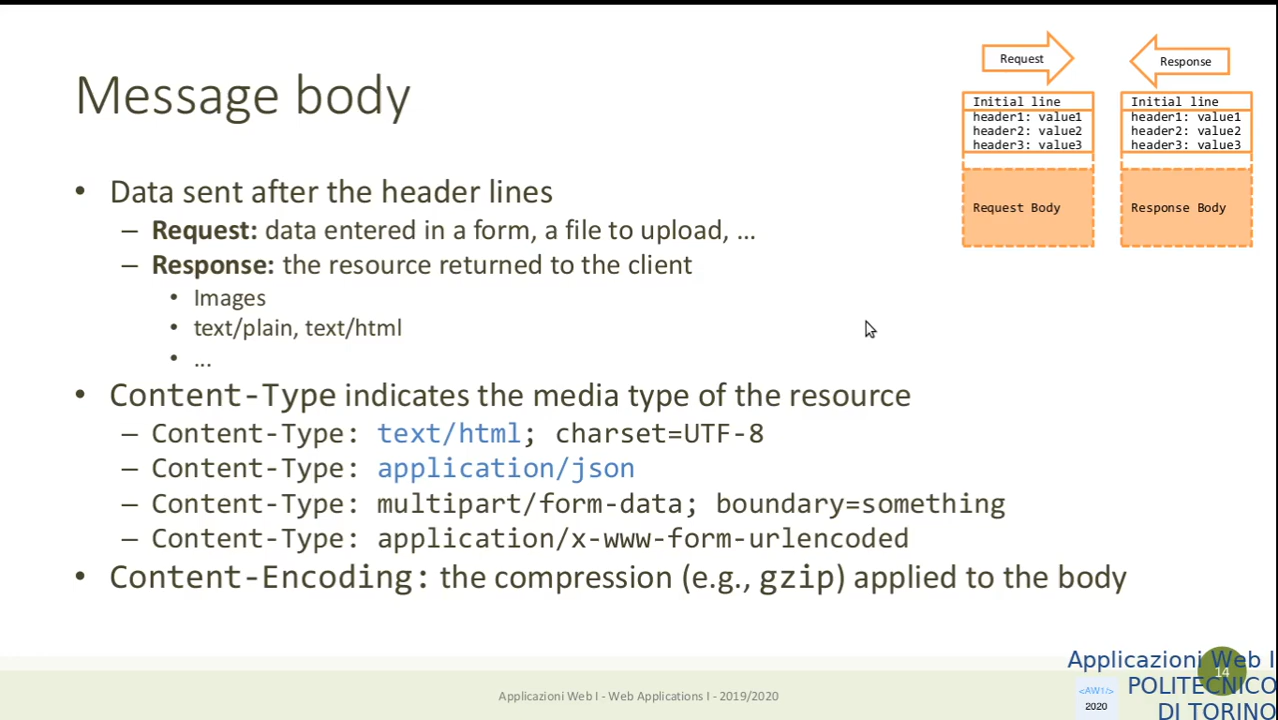 Message body
Request
Response
Initial line
header1: value1
header2: value2
header3: value3
Request Body
Initial line
header1: value1
header2: value2
header3: value3
Response Body
• Data sent after the header lines
– Request: data entered in a form, a file to upload, …
– Response: the resource returned to the client
• Images
• text/plain, text/html
• …
• Content-Type indicates the media type of the resource
– Content-Type: text/html; charset=UTF-8
– Content-Type: application/json
– Content-Type: multipart/form-data; boundary=something
– Content-Type: application/x-www-form-urlencoded
• Content-Encoding: the compression (e.g., gzip) applied to the body
Applicazioni Web I - Web Applications I - 2019/2020
14
Applicazioni Web I
POLITECNICO
DI TORINO
<AW1/>
2020